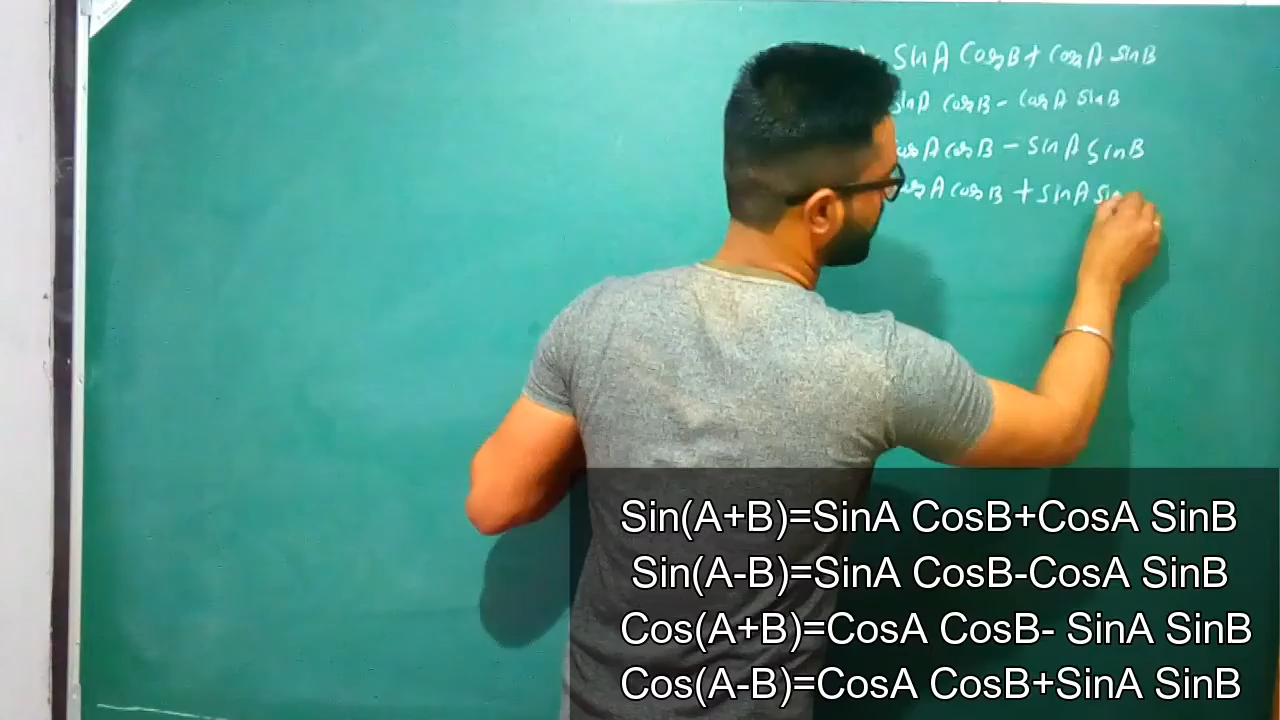 SinA CosB + CosA SinB
SinA CosB - CosA SinB
CosA CosB - SinA SinB
CosA CosB + SinA Sin
Sin(A+B)=SinA CosB+CosA SinB
Sin(A-B)=SinA CosB-CosA SinB
Cos(A+B)=CosA CosB- SinA SinB
Cos(A-B)=CosA CosB+SinA SinB